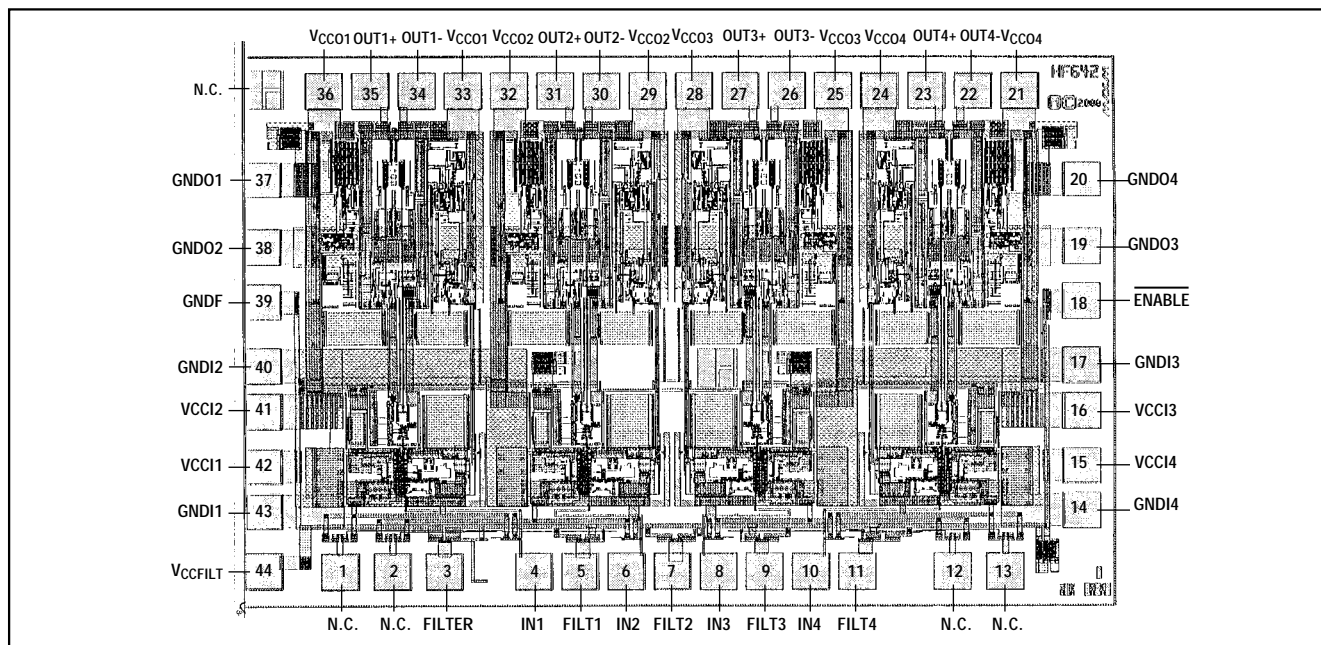 VCCO1 OUT1+ OUT1- VCCO1 VCCO2 OUT2+ OUT2- VCCO2 VCCO3 OUT3+ OUT3- VCCO3 VCCO4 OUT4+ OUT4- VCCO4
N.C. 36 35 34 33 32 31 30 29 28 27 26 25 24 23 22 21 HF642
2000
GNDO1 37 20 GNDO4
GNDO2 38 19 GNDO3
GNDF 39 18 ENABLE
GNDI2 40 17 GNDI3
VCCI2 41 16 VCCI3
VCCI1 42 15 VCCI4
GNDI1 43 14 GNDI4
VCCFILT 44 1 2 3 4 5 6 7 8 9 10 11 12 13
N.C. N.C. FILTER IN1 FILT1 IN2 FILT2 IN3 FILT3 IN4 FILT4 N.C. N.C.